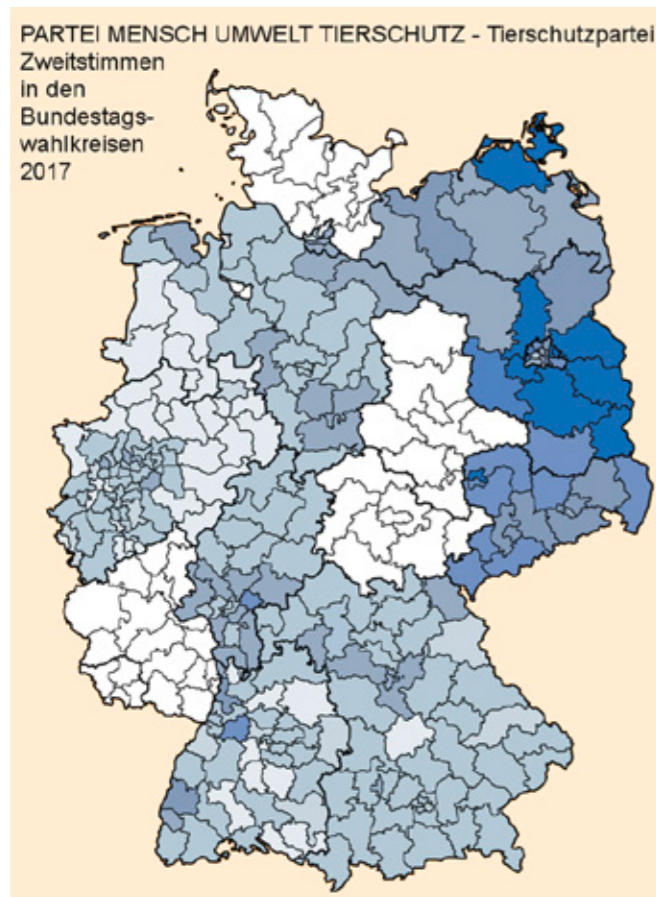 PARTEI MENSCH UMWELT TIERSCHUTZ - Tierschutzpartei
Zweitstimmen
in den
Bundestags-
wahlkreisen
2017